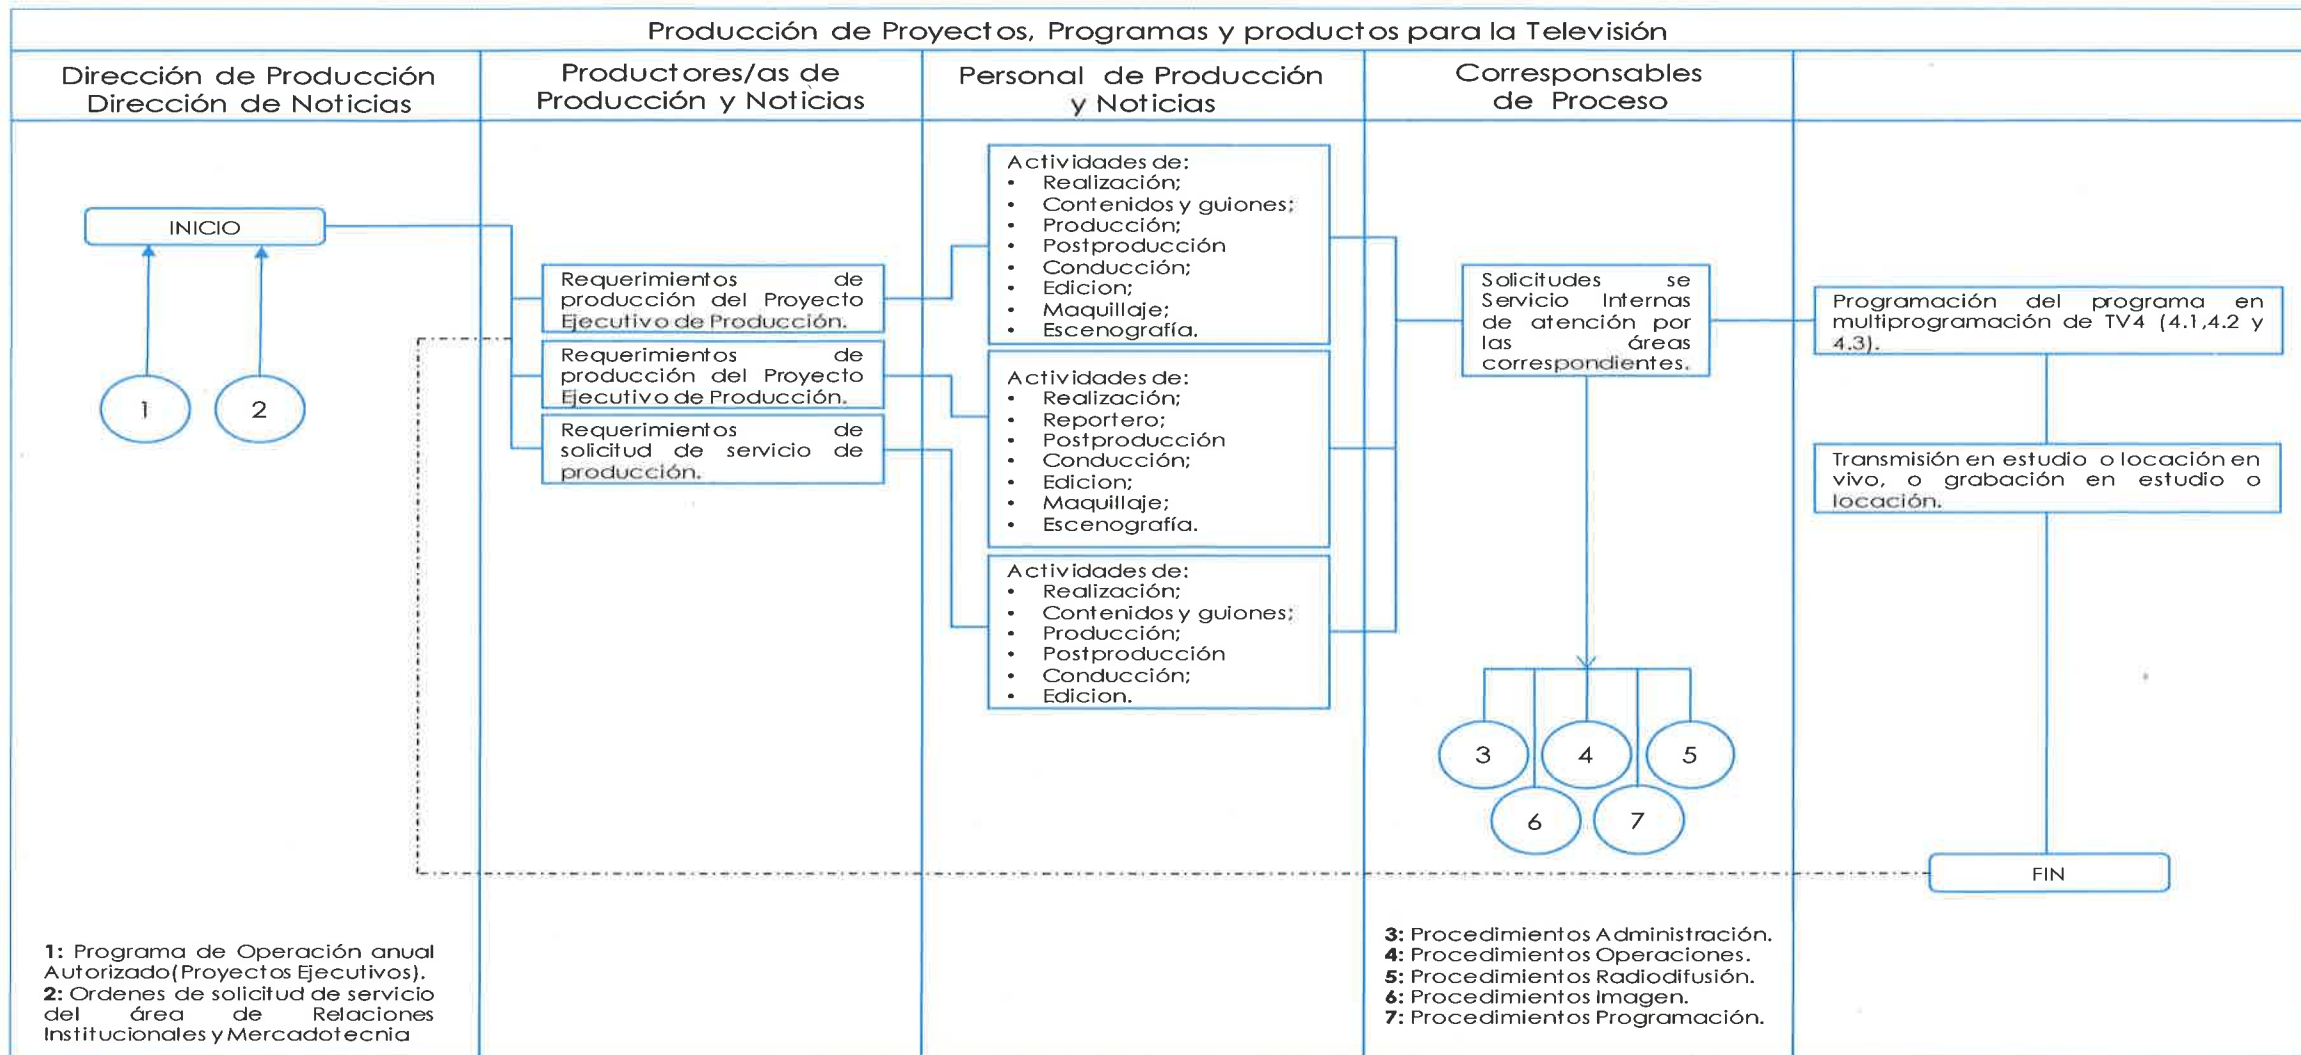 Producción de Proyectos, Programas y productos para la Televisión
Dirección de Producción
Dirección de Noticias
Productores/as de
Producción y Noticias
Personal de Producción
y Noticias
Corresponsables
de Proceso
INICIO
1
2
Requerimientos de
producción del Proyecto
Ejecutivo de Producción.
Requerimientos de
producción del Proyecto
Ejecutivo de Producción.
Requerimientos de
solicitud de servicio de
producción.
Actividades de:
• Realización;
• Contenidos y guiones;
• Producción;
• Postproducción
• Conducción;
• Edicion;
• Maquillaje;
• Escenografía.
Actividades de:
• Realización;
• Reportero;
• Postproducción
• Conducción;
• Edicion;
• Maquillaje;
• Escenografía.
Actividades de:
• Realización;
• Contenidos y guiones;
• Producción;
• Postproducción
• Conducción;
• Edicion.
Solicitudes se
Servicio Internas
de atención por
las áreas
correspondientes.
3
4
5
6
7
Programación del programa en
multiprogramación de TV4 (4.1,4.2 y
4.3).
Transmisión en estudio o locación en
vivo, o grabación en estudio o
locación.
FIN
1: Programa de Operación anual
Autorizado(Proyectos Ejecutivos).
2: Ordenes de solicitud de servicio
del área de Relaciones
Institucionales y Mercadotecnia
3: Procedimientos Administración.
4: Procedimientos Operaciones.
5: Procedimientos Radiodifusión.
6: Procedimientos Imagen.
7: Procedimientos Programación.